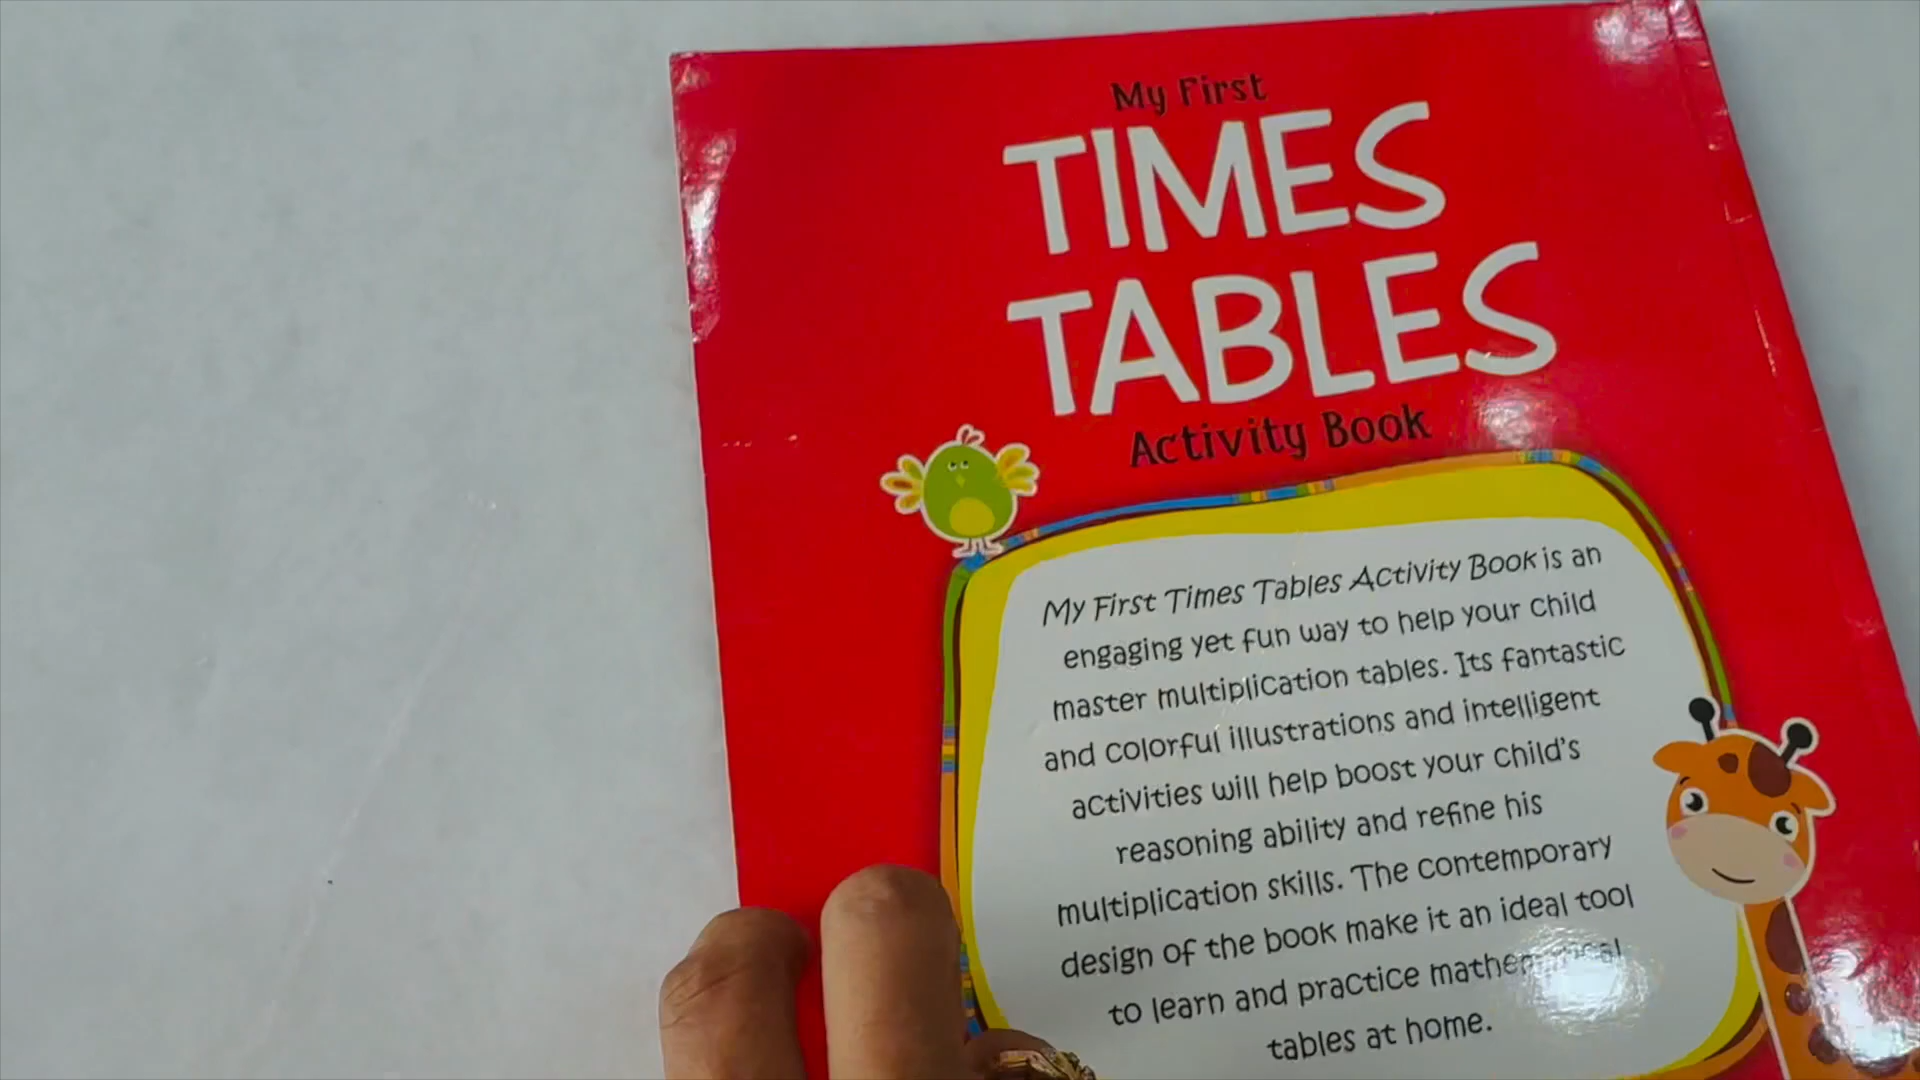 My First
TIMES
TABLES
Activity Book
My First Times Tables Activity Book is an
engaging yet fun way to help your child
master multiplication tables. Its fantastic
and colorful illustrations and intelligent
activities will help boost your child's
reasoning ability and refine his
multiplication skills. The contemporary
design of the book make it an ideal tool
to learn and practice
tables at home.